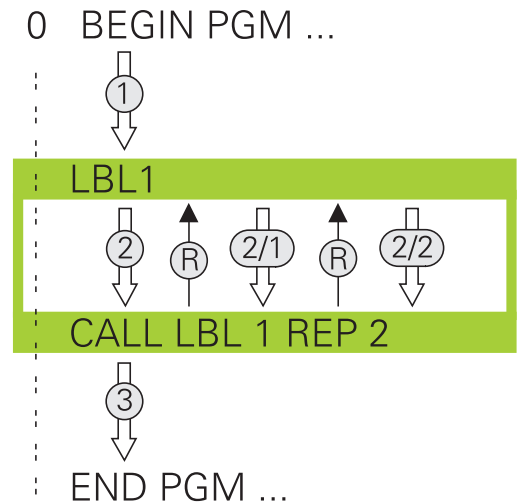 0 BEGIN PGM ...
1
LBL1
2 R 2/1 R 2/2
CALL LBL 1 REP 2
3
END PGM ...